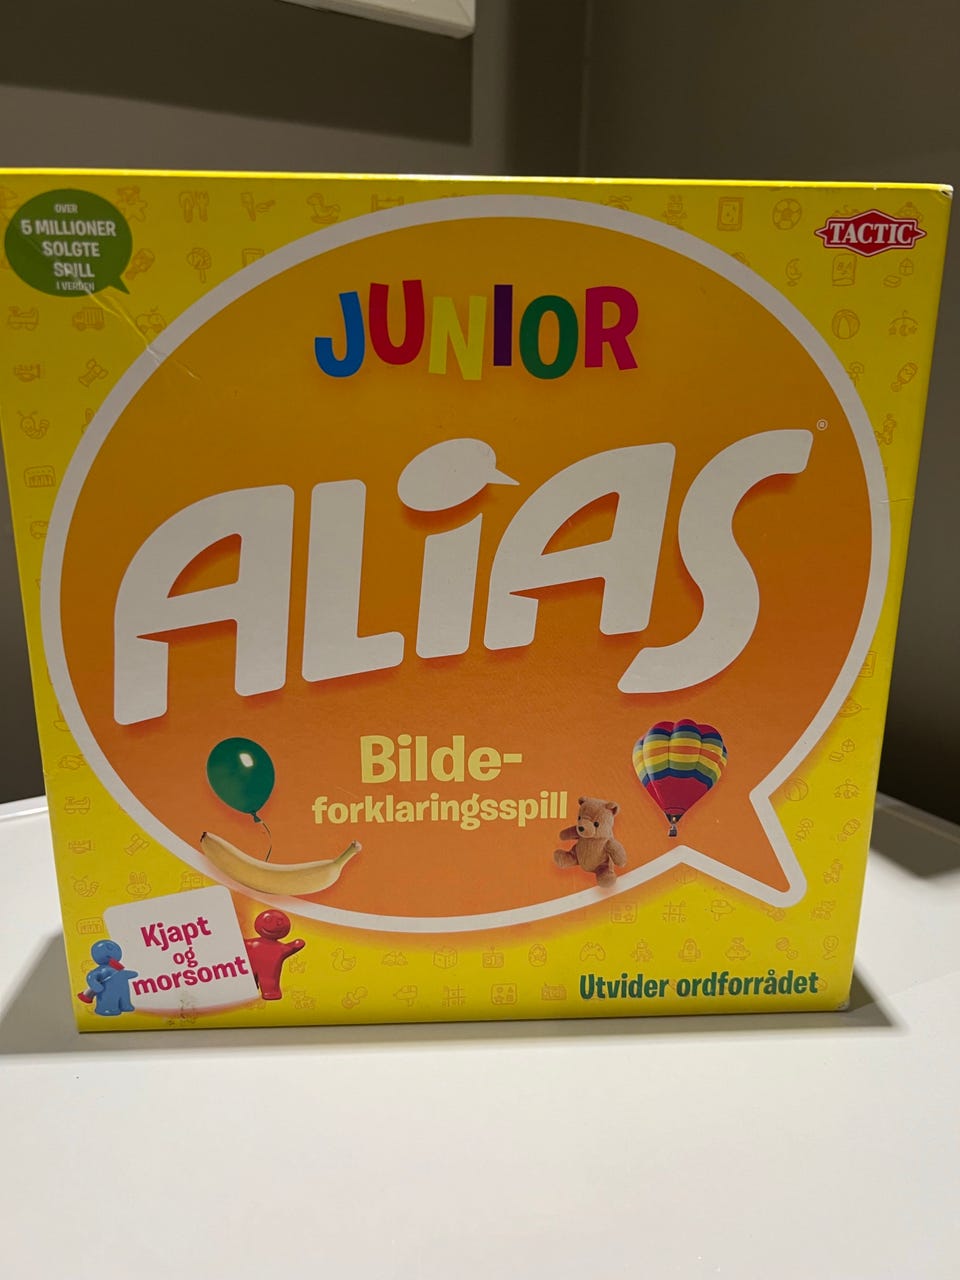 OVER
5 MILLIONER
SOLGTE
SPILL
I VERDEN
TACTIC
JUNIOR
ALiAS®
Bilde-
forklaringsspill
Kjapt
og
morsomt
Utvider ordforrådet